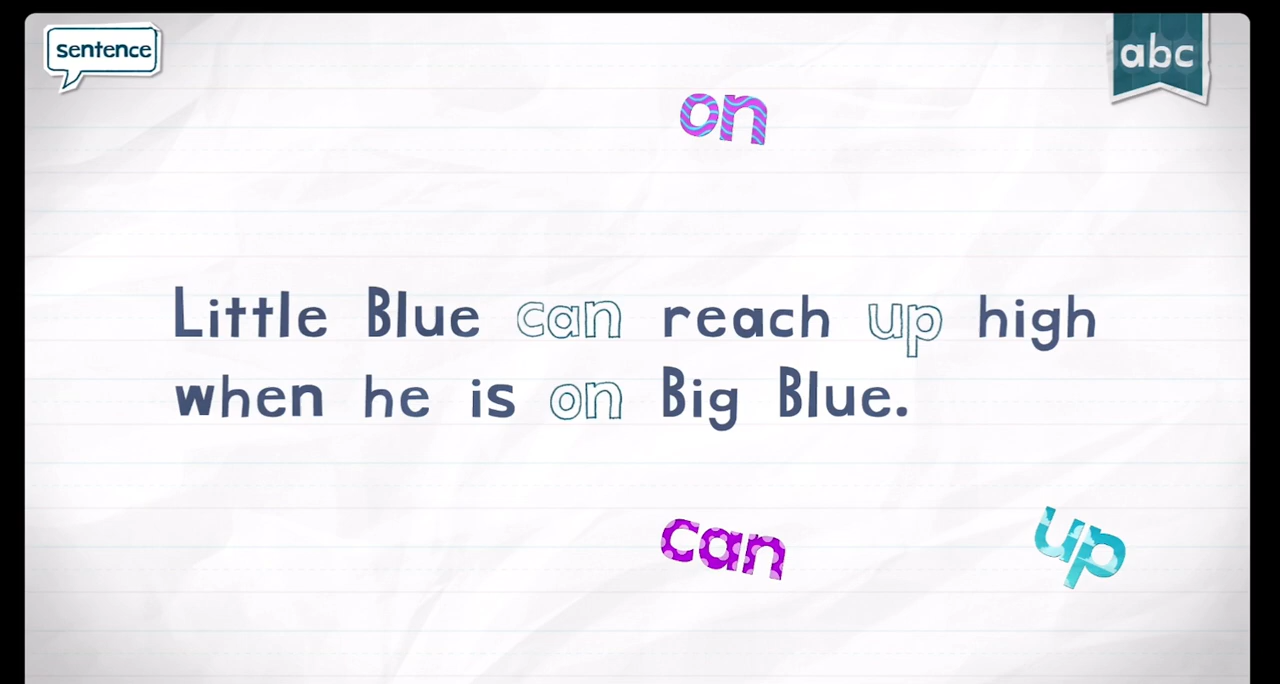 sentence
abc
on
Little Blue can reach up high
when he is on Big Blue.
can
up